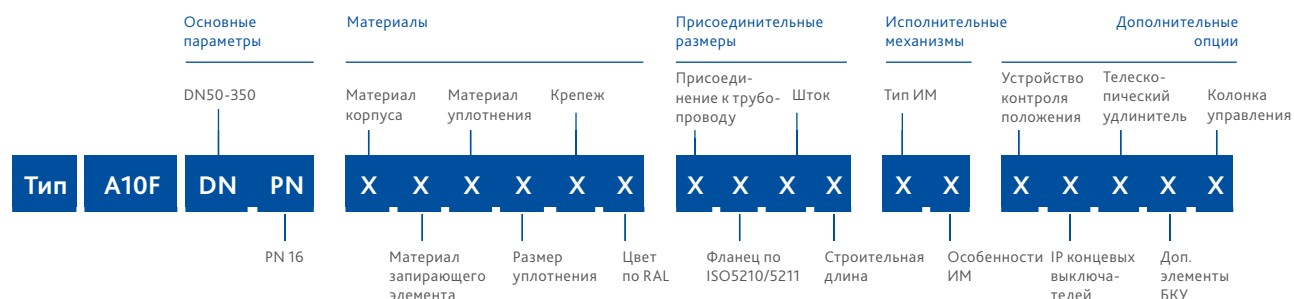 Основные
параметры
Материалы
Присоединительные
размеры
Исполнительные
механизмы
Дополнительные
опции
DN50-350
Материал
корпуса
Материал
уплотнения
Крепеж
Присоеди-
нение к трубо-
проводу
Шток
Тип ИМ
Устройство
контроля
положения
Телеско-
пический
удлинитель
Колонка
управления
Тип A10F DN PN X X X X X X X X X X X X X X X X X
PN 16
Материал
запирающего
элемента
Размер
уплотнения
Цвет
по RAL
Фланец по
ISO5210/5211
Строительная
длина
Особенности
ИМ
IP концевых
выключа-
телей
Доп.
элементы
БКУ